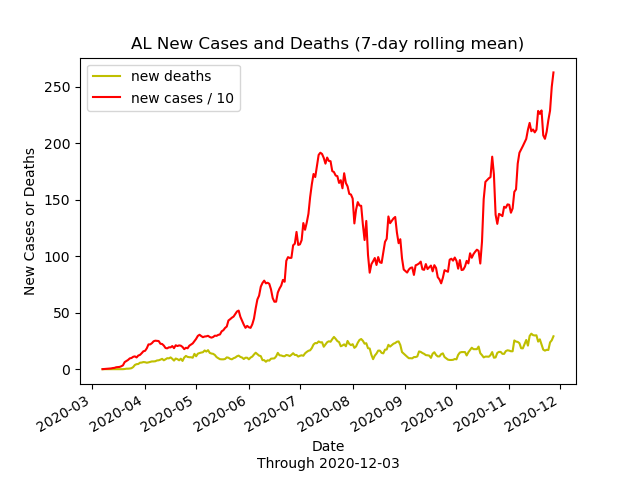 AL New Cases and Deaths (7-day rolling mean)
new deaths
new cases / 10
250
200
150
100
50
0
New Cases or Deaths
2020-03
2020-04
2020-05
2020-06
2020-07
2020-08
2020-09
2020-10
2020-11
2020-12
Date
Through 2020-12-03